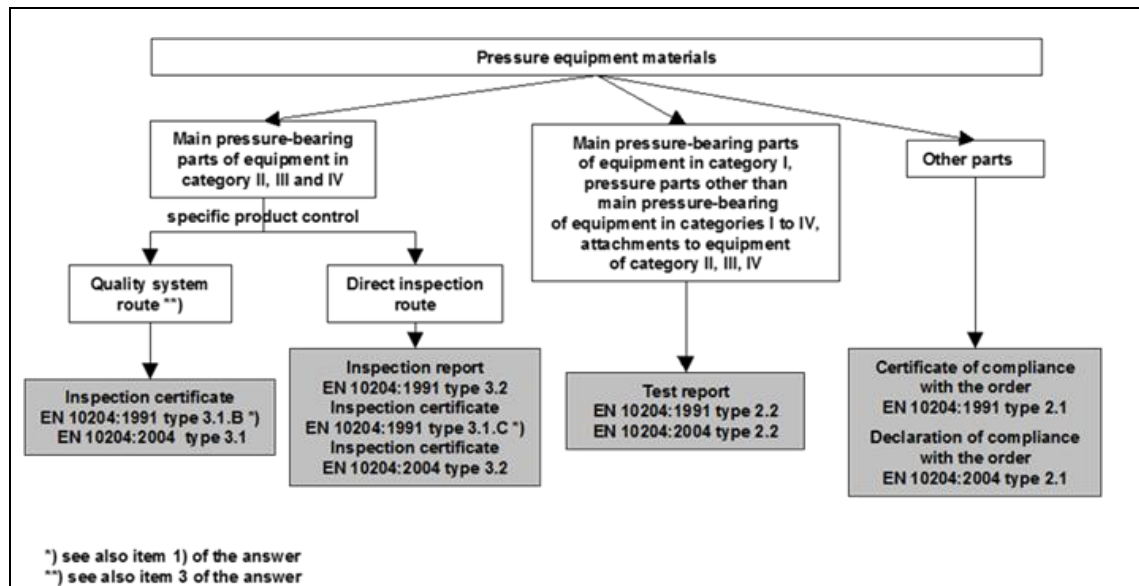 Pressure equipment materials
Main pressure-bearing
parts of equipment in
category II, III and IV
Main pressure-bearing parts
of equipment in category I,
pressure parts other than
main pressure-bearing
of equipment in categories I to IV,
attachments to equipment
of category II, III, IV
Other parts
specific product control
Quality system
route **)
Direct inspection
route
Inspection certificate
EN 10204:1991 type 3.1.B *)
EN 10204:2004 type 3.1
Inspection report
EN 10204:1991 type 3.2
Inspection certificate
EN 10204:1991 type 3.1.C *)
Inspection certificate
EN 10204:2004 type 3.2
Test report
EN 10204:1991 type 2.2
EN 10204:2004 type 2.2
Certificate of compliance
with the order
EN 10204:1991 type 2.1
Declaration of compliance
with the order
EN 10204:2004 type 2.1
*) see also item 1) of the answer
**) see also item 3 of the answer